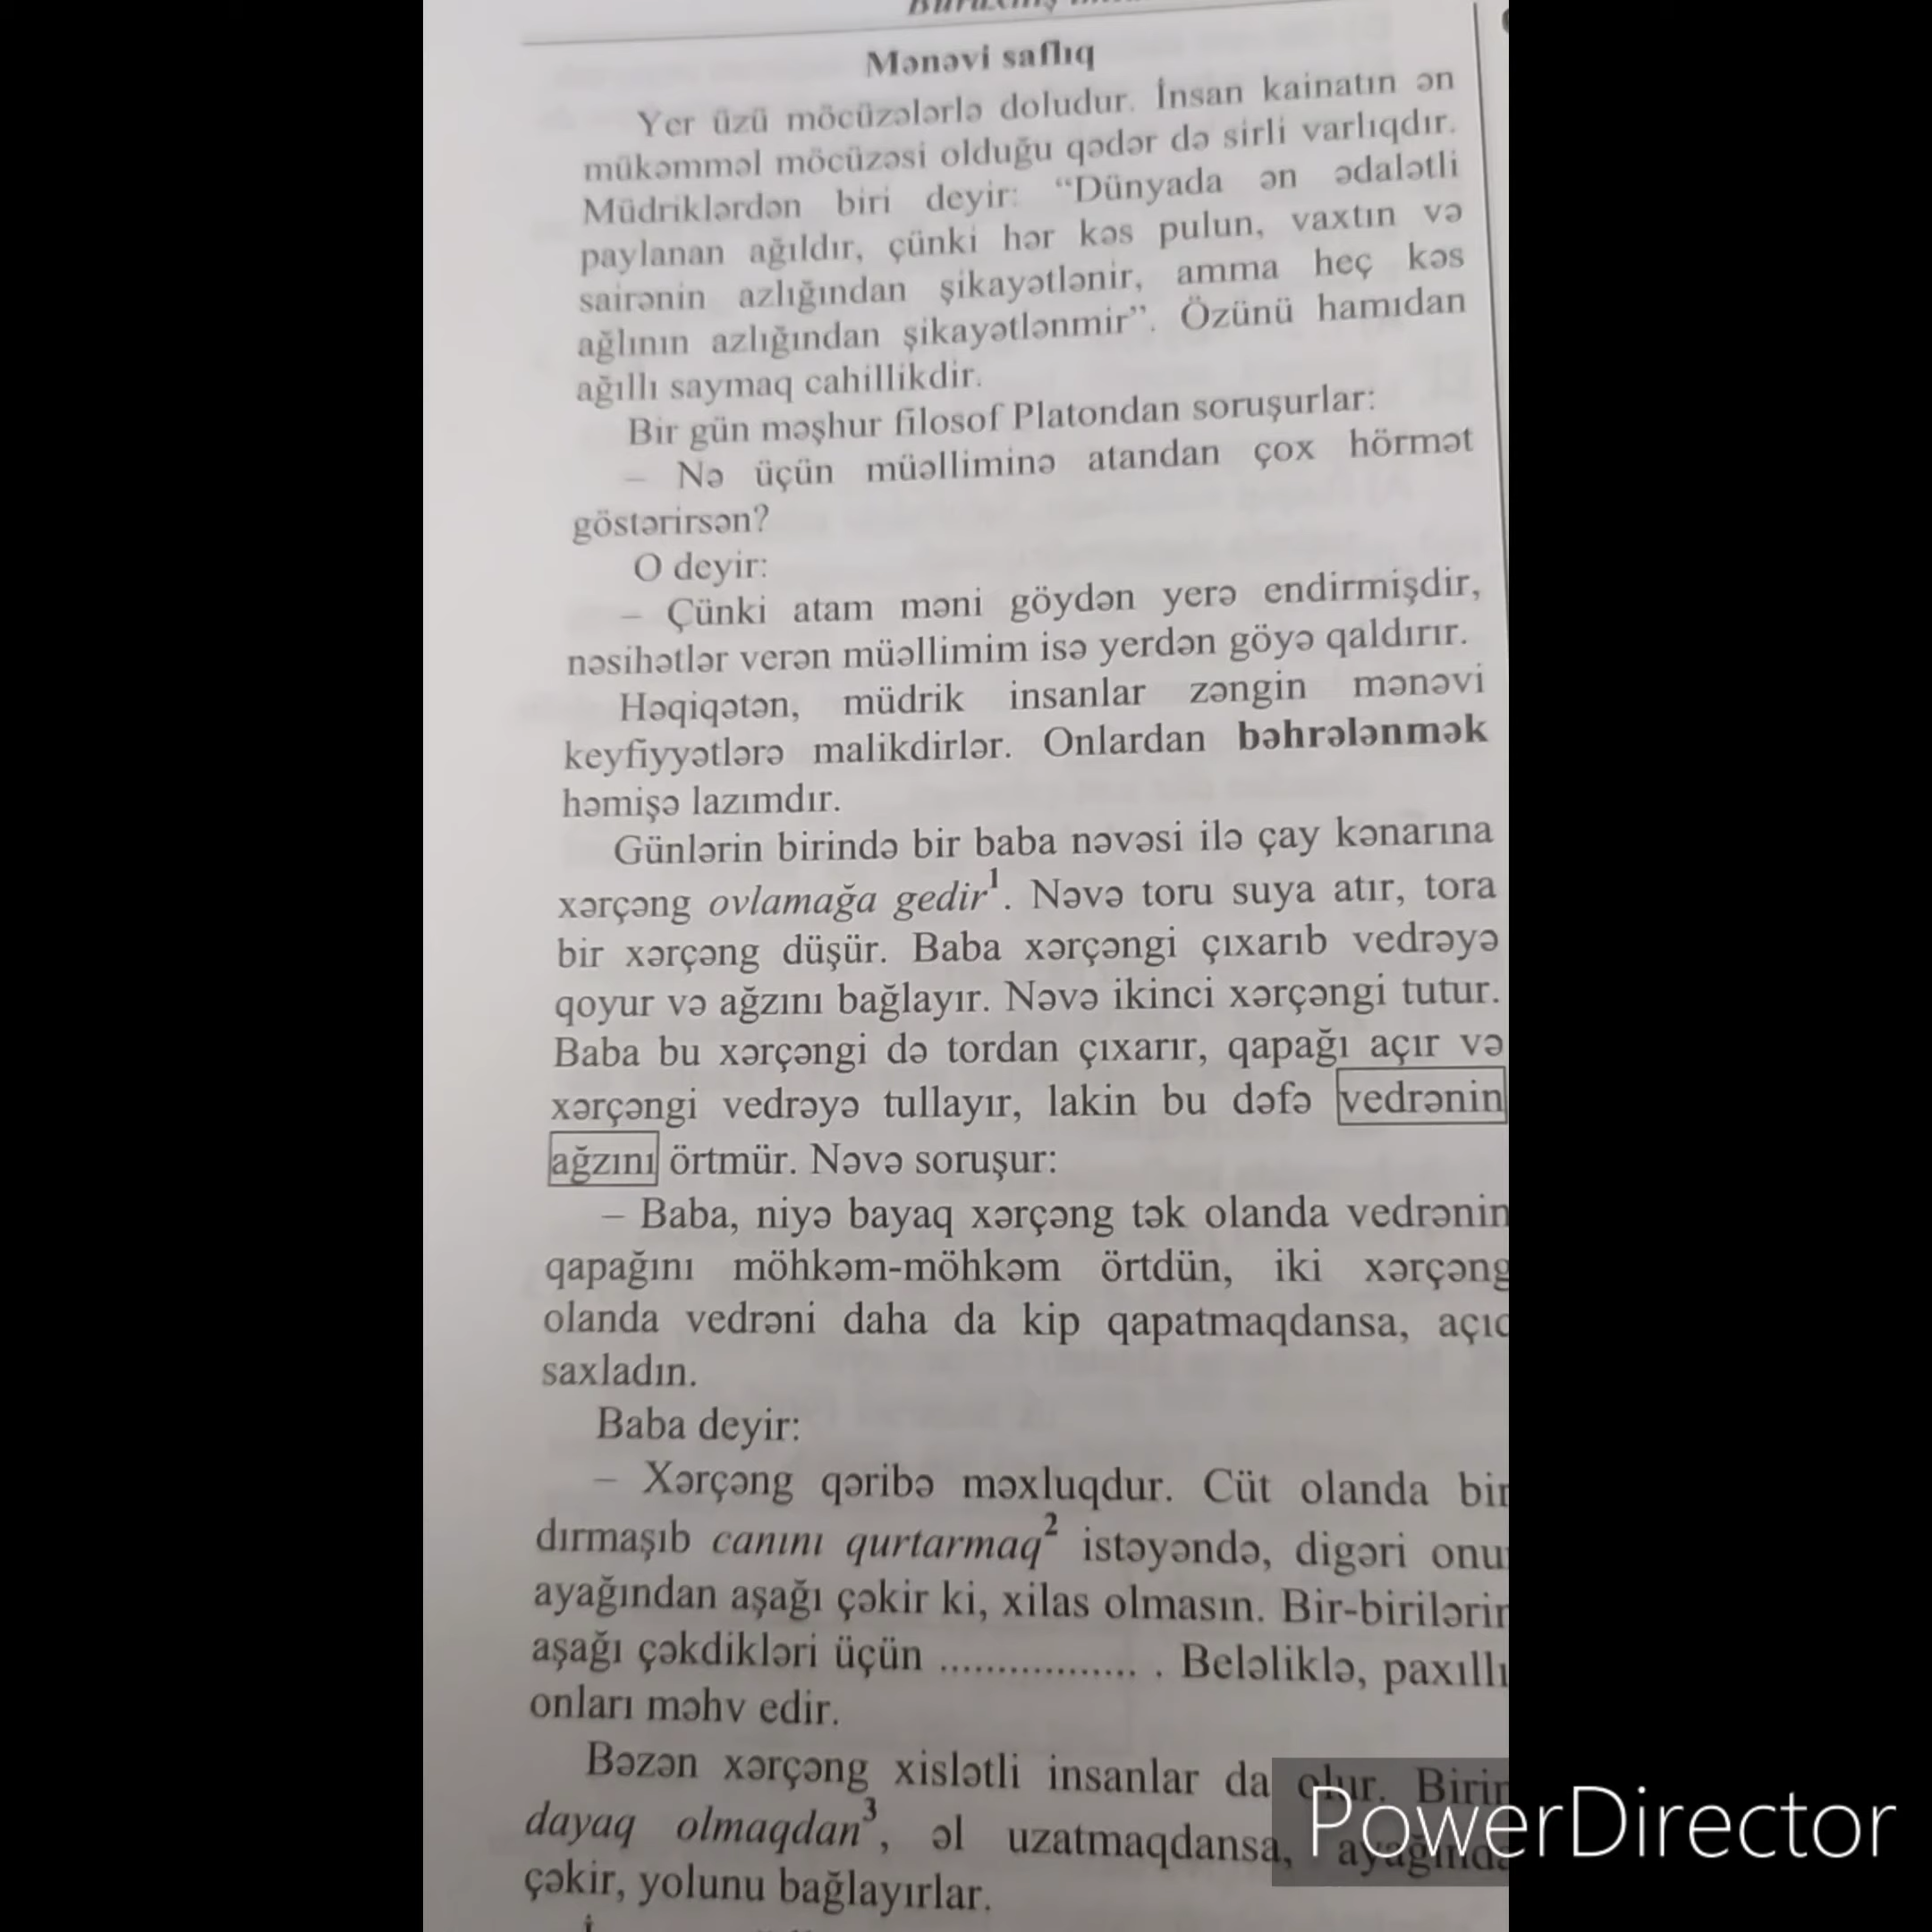 Mənəvi saflıq
Yer üzü möcüzələrlə doludur. İnsan kainatın ən
mükəmməl möcüzəsi olduğu qədər də sirli varlıqdır.
Müdriklərdən biri deyir: “Dünyada ən ədalətli
paylanan ağıldır, çünki hər kəs pulun, vaxtın və
sairənin azlığından şikayətlənir, amma heç kəs
ağlının azlığından şikayətlənmir”. Özünü hamıdan
ağıllı saymaq cahillikdir.
Bir gün məşhur filosof Platondan soruşurlar:
– Nə üçün müəlliminə atandan çox hörmət
göstərirsən?
O deyir:
– Çünki atam məni göydən yerə endirmişdir,
nəsihətlər verən müəllimim isə yerdən göyə qaldırır.
Həqiqətən, müdrik insanlar zəngin mənəvi
keyfiyyətlərə malikdirlər. Onlardan bəhrələnmək
həmişə lazımdır.
Günlərin birində bir baba nəvəsi ilə çay kənarına
xərçəng ovlamağa gedir¹. Nəvə toru suya atır, tora
bir xərçəng düşür. Baba xərçəngi çıxarıb vedrəyə
qoyur və ağzını bağlayır. Nəvə ikinci xərçəngi tutur.
Baba bu xərçəngi də tordan çıxarır, qapağı açır və
xərçəngi vedrəyə tullayır, lakin bu dəfə vedrənin
ağzını örtmür. Nəvə soruşur:
– Baba, niyə bayaq xərçəng tək olanda vedrənin
qapağını möhkəm-möhkəm örtdün, iki xərçəng
olanda vedrəni daha da kip qapatmaqdansa,
saxladın.
Baba deyir:
– Xərçəng qəribə məxluqdur. Cüt olanda
dırmaşıb canını qurtarmaq² istəyəndə, digəri
ayağından aşağı çəkir ki, xilas olmasın.
aşağı çəkdikləri üçün ................. . Beləliklə,
onları məhv edir.
Bəzən xərçəng xislətli insanlar da olur.
dayaq olmaqdan³, əl uzatmaqdansa,
çəkir, yolunu bağlayırlar.
PowerDirector